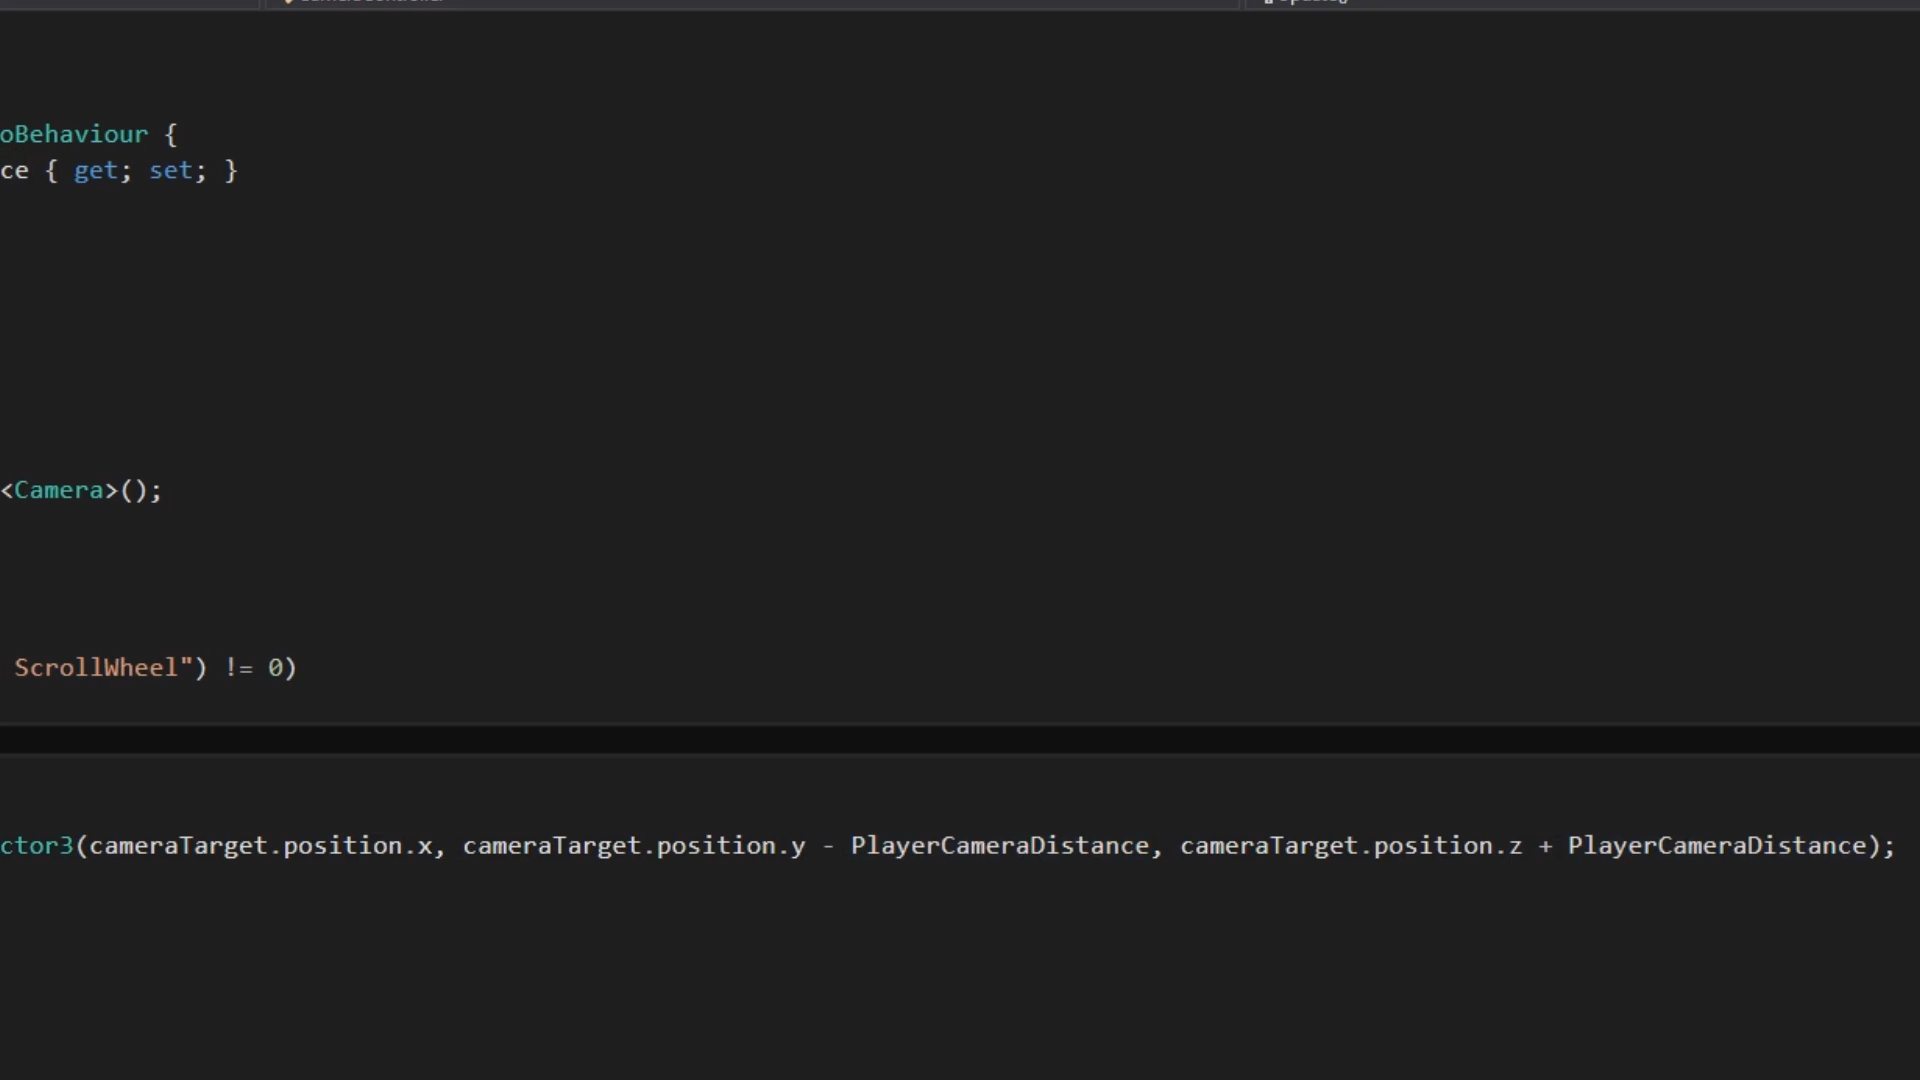 oBehaviour {
ce { get; set; }
<Camera>();
ScrollWheel") != 0)
ctor3(cameraTarget.position.x, cameraTarget.position.y - PlayerCameraDistance, cameraTarget.position.z + PlayerCameraDistance);